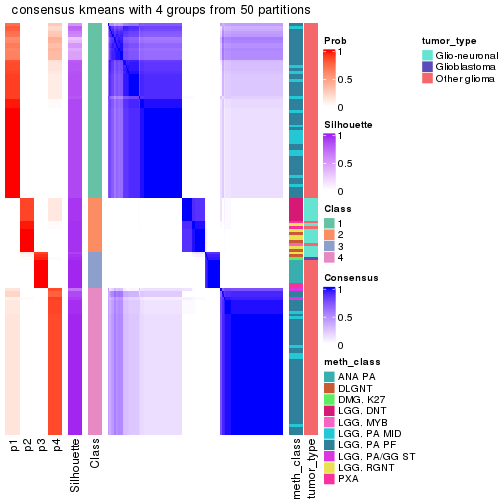 consensus kmeans with 4 groups from 50 partitions
Prob
1
0.5
0
Silhouette
1
0.5
0
Class
1
2
3
4
Consensus
1
0.5
0
meth_class
ANA PA
DLGNT
DMG. K27
LGG. DNT
LGG. MYB
LGG. PA MID
LGG. PA PF
LGG. PA/GG ST
LGG. RGNT
PXA
tumor_type
Glio-neuronal
Glioblastoma
Other glioma
p1
p2
p3
p4
Silhouette
Class
meth_class
tumor_type